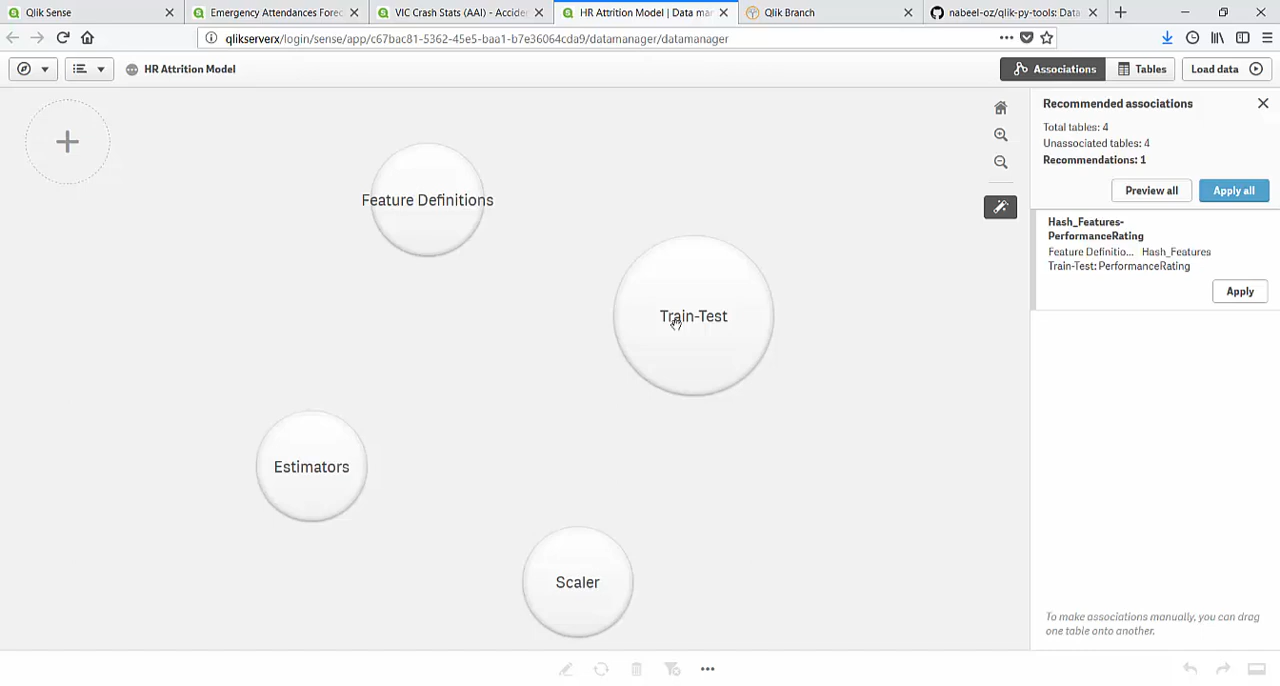 Qlik Sense
Emergency Attendances Forec
VIC Crash Stats (AAI) - Accide
HR Attrition Model | Data ma
Qlik Branch
nabeel-oz/qlik-py-tools: Data
qlikserverx/login/sense/app/c67bac81-5362-45e5-baa1-b7e36064cda9/datamanager/datamanager
HR Attrition Model
Associations
Tables
Load data
Recommended associations
Total tables: 4
Unassociated tables: 4
Recommendations: 1
Preview all
Apply all
Hash_Features-
PerformanceRating
Feature Definitio... Hash_Features
Train-Test: PerformanceRating
Apply
Feature Definitions
Train-Test
Estimators
Scaler
To make associations manually, you can drag
one table onto another.